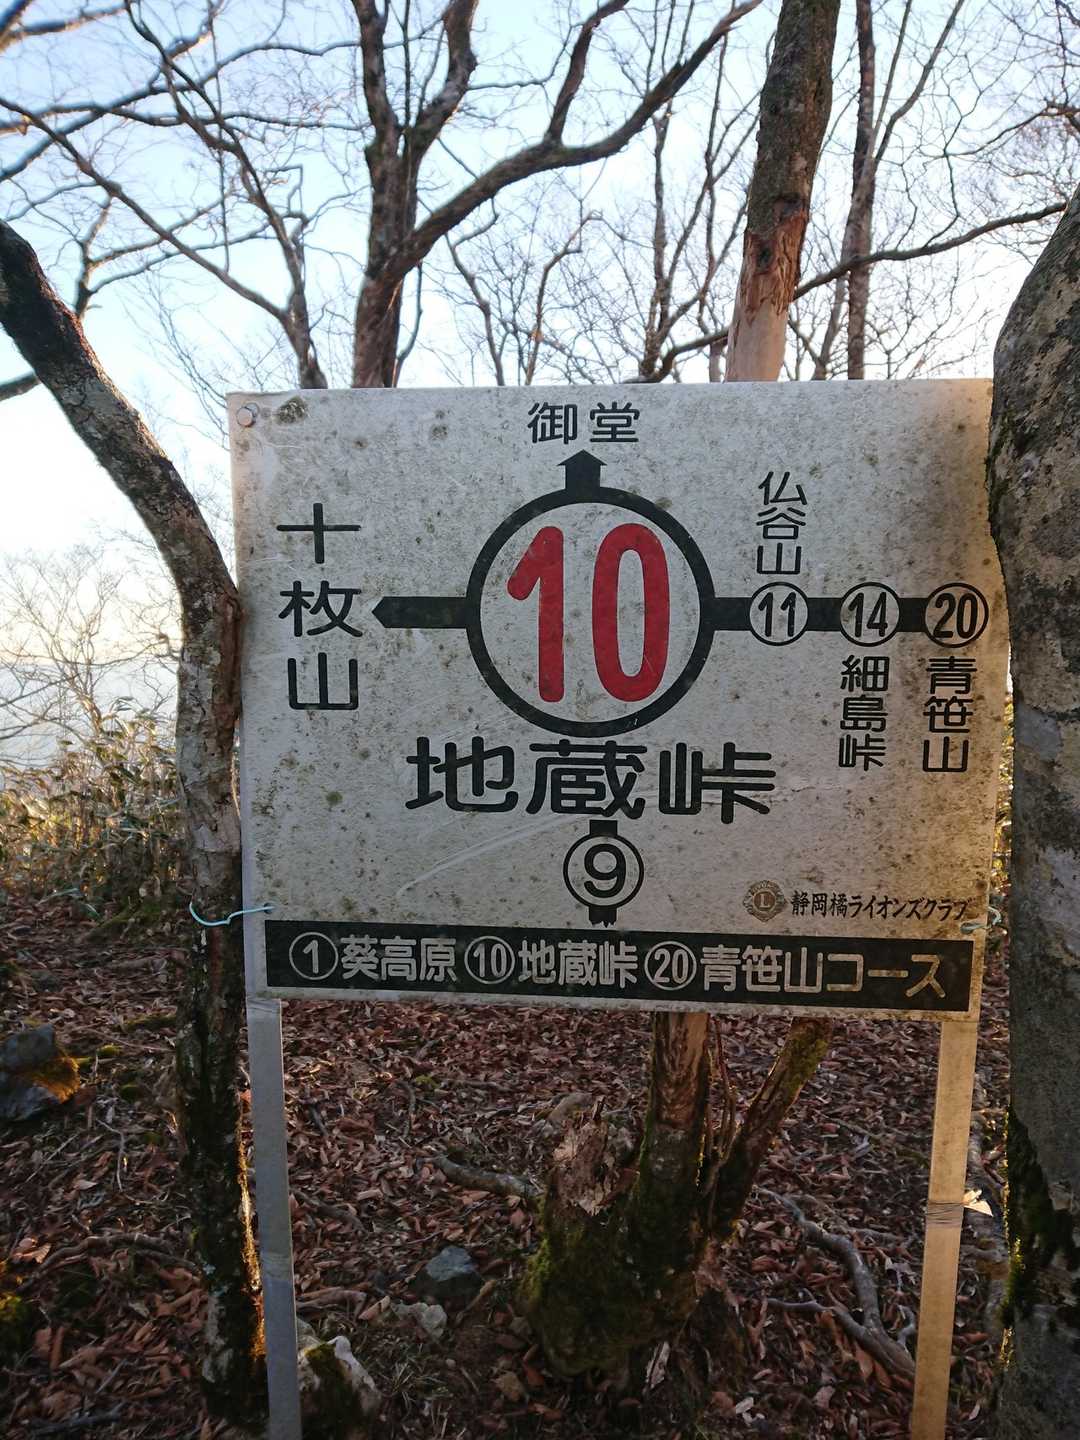 御堂
十枚山
10
仏谷山
11
14
20
細島峠
青笹山
地蔵峠
9
L
静岡橘ライオンズクラブ
①葵高原⑩地蔵峠⑳青笹山コース